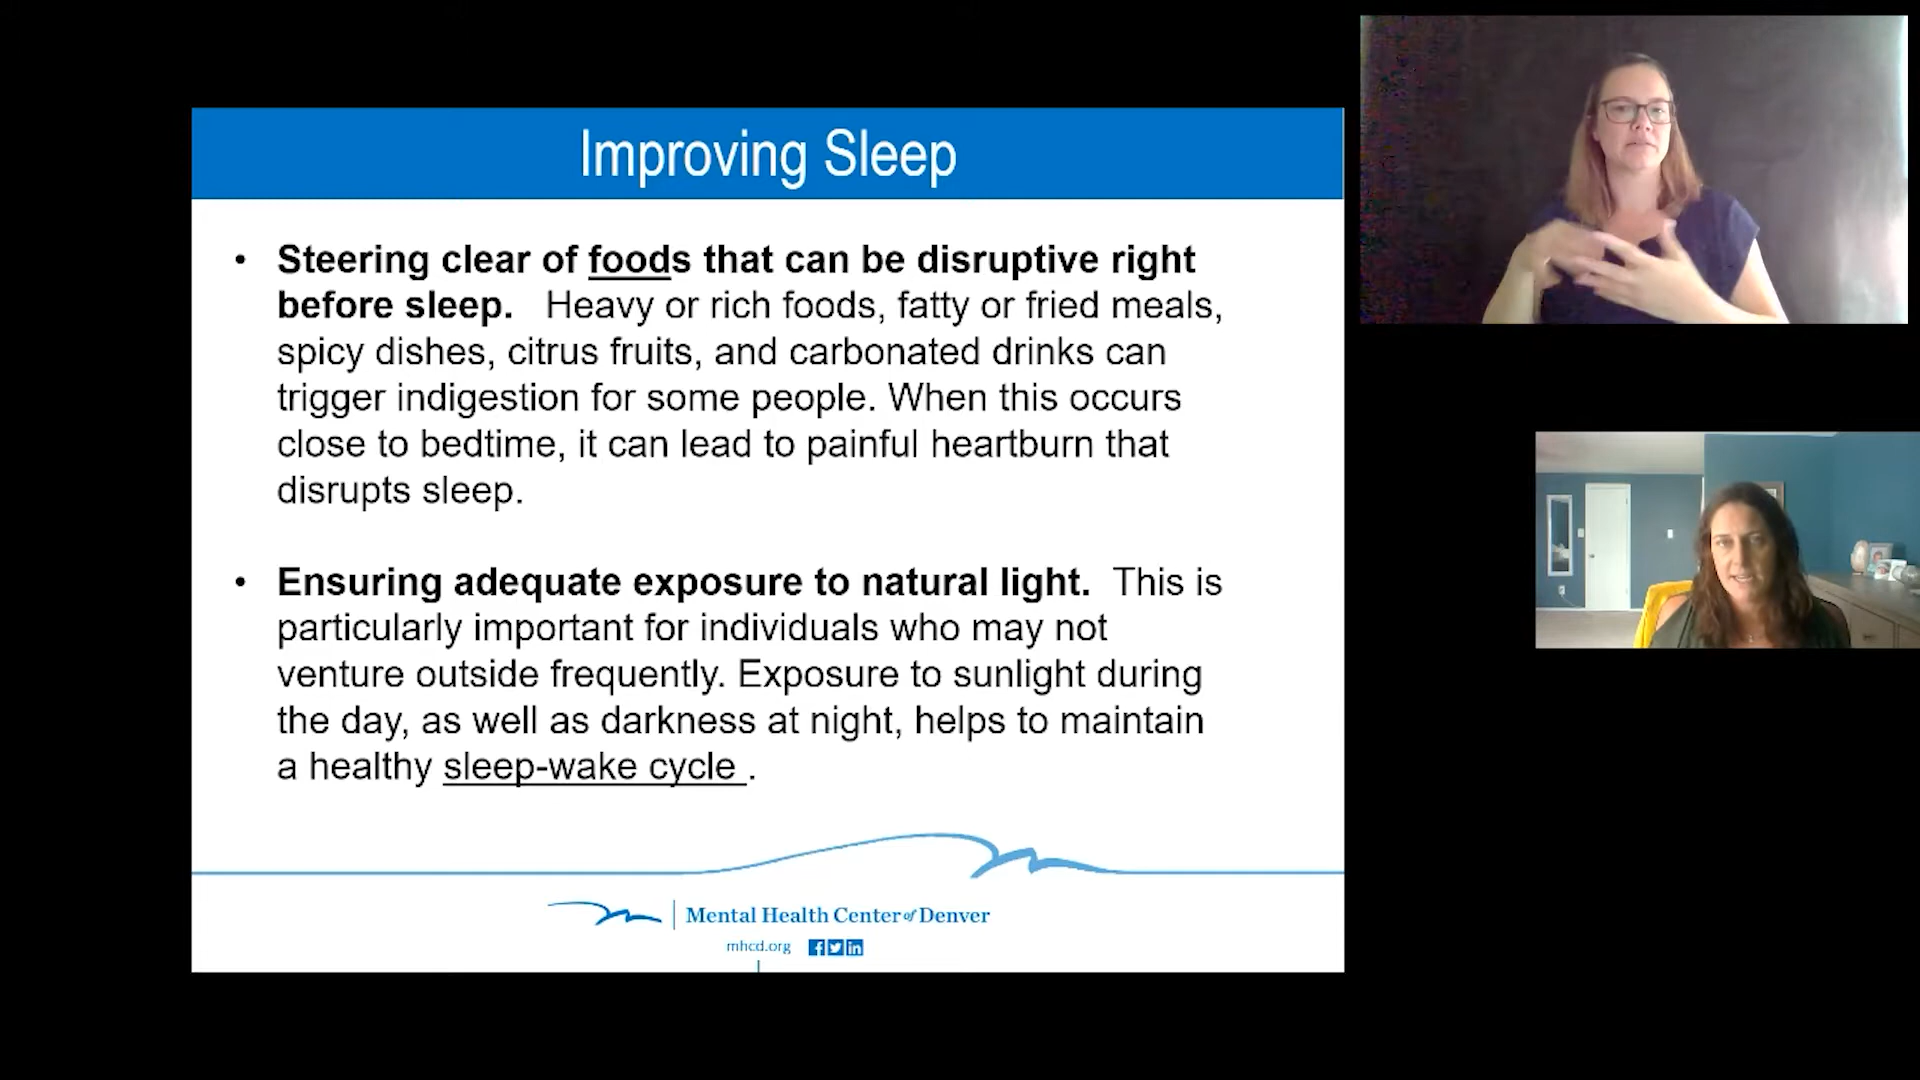 Improving Sleep
• Steering clear of foods that can be disruptive right
before sleep. Heavy or rich foods, fatty or fried meals,
spicy dishes, citrus fruits, and carbonated drinks can
trigger indigestion for some people. When this occurs
close to bedtime, it can lead to painful heartburn that
disrupts sleep.
• Ensuring adequate exposure to natural light. This is
particularly important for individuals who may not
venture outside frequently. Exposure to sunlight during
the day, as well as darkness at night, helps to maintain
a healthy sleep-wake cycle .
Mental Health Center of Denver
mhcd.org